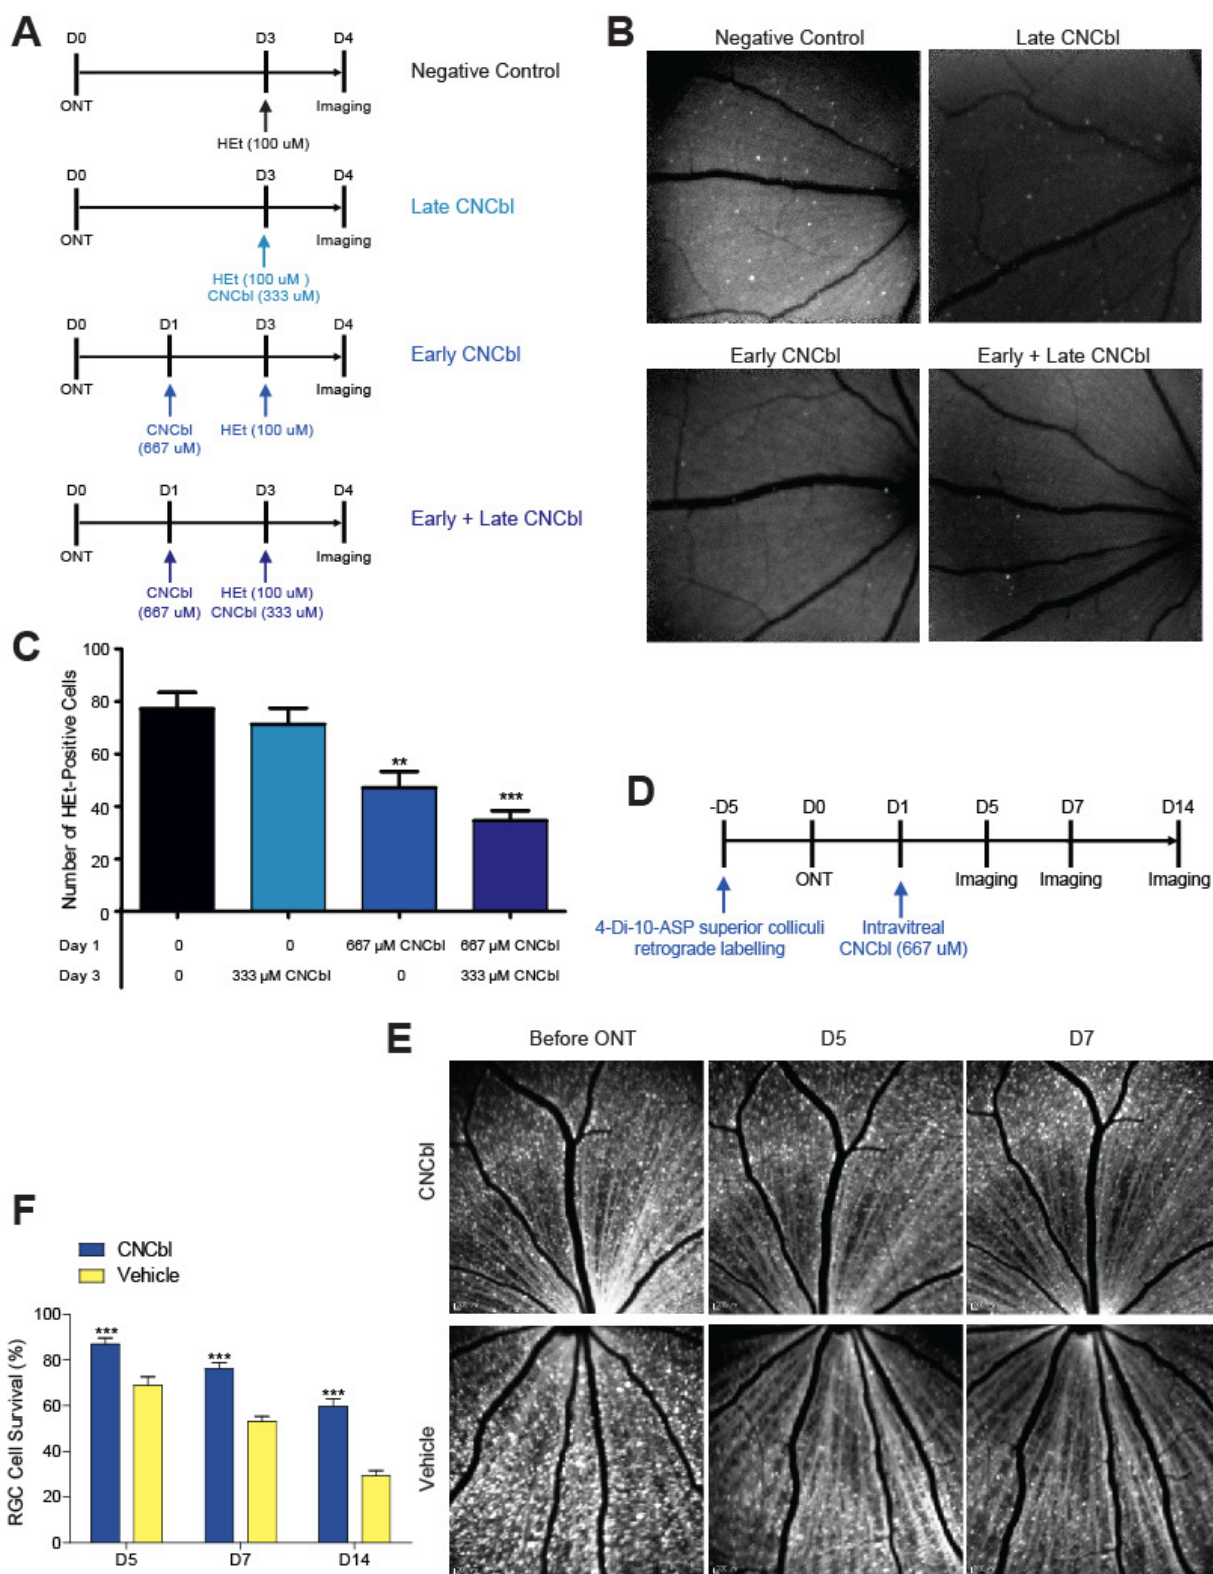 A
D0 D3 D4
ONT Imaging
HEt (100 uM)
Negative Control
D0 D3 D4
ONT Imaging
HEt (100 uM )
CNCbl (333 uM)
Late CNCbl
D0 D1 D3 D4
ONT Imaging
CNCbl HEt (100 uM)
(667 uM)
Early CNCbl
D0 D1 D3 D4
ONT Imaging
CNCbl HEt (100 uM)
(667 uM) CNCbl (333 uM)
Early + Late CNCbl
B
Negative Control Late CNCbl
Early CNCbl Early + Late CNCbl
C
Number of HEt-Positive Cells
100
80
60
40
20
0
** ***
Day 1 0 0 667 µM CNCbl 667 µM CNCbl
Day 3 0 333 µM CNCbl 0 333 µM CNCbl
D
-D5 D0 D1 D5 D7 D14
ONT Imaging Imaging Imaging
4-Di-10-ASP superior colliculi
retrograde labelling
Intravitreal
CNCbl (667 uM)
E
Before ONT D5 D7
CNCbl
Vehicle
F
CNCbl
Vehicle
RGC Cell Survival (%)
100
80
60
40
20
0
*** *** ***
D5 D7 D14